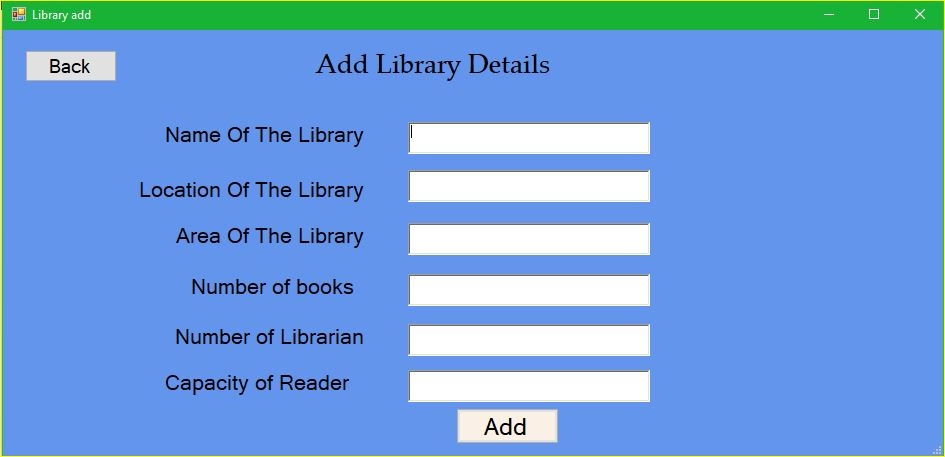 Library add
Back
Add Library Details
Name Of The Library
Location Of The Library
Area Of The Library
Number of books
Number of Librarian
Capacity of Reader
Add